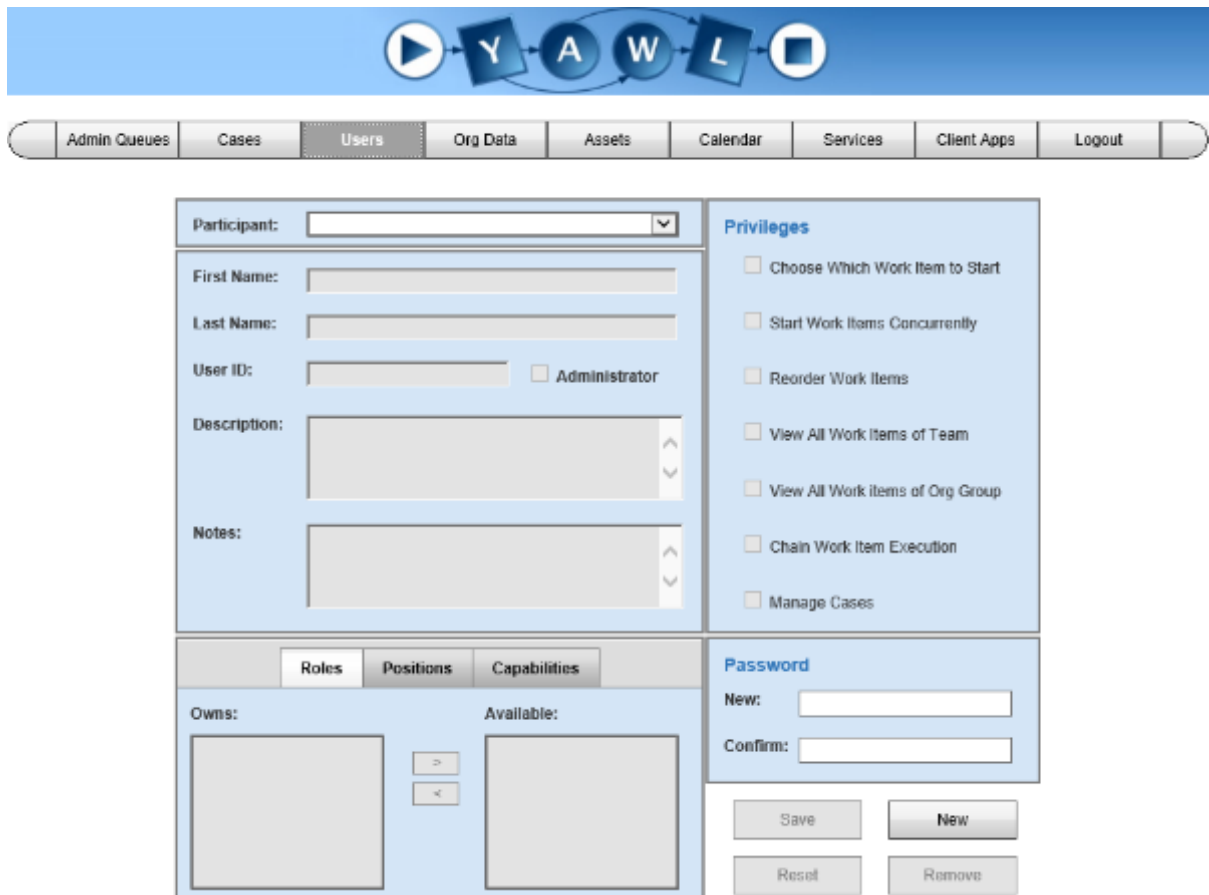 YAWL
Admin Queues Cases Users Org Data Assets Calendar Services Client Apps Logout
Participant:
First Name:
Last Name:
User ID: Administrator
Description:
Notes:
Privileges
Choose Which Work Item to Start
Start Work Items Concurrently
Reorder Work Items
View All Work Items of Team
View All Work items of Org Group
Chain Work Item Execution
Manage Cases
Roles Positions Capabilities
Owns: Available:
>
<
Password
New:
Confirm:
Save New
Reset Remove